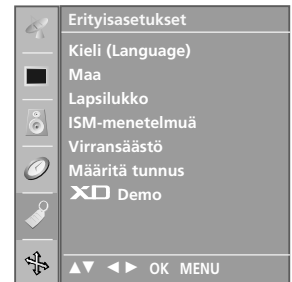 Erityisasetukset
Kieli (Language)
Maa
Lapsilukko
ISM-menetelmuä
Virransäästö
Määritä tunnus
XD Demo
▲▼ ◄► OK MENU